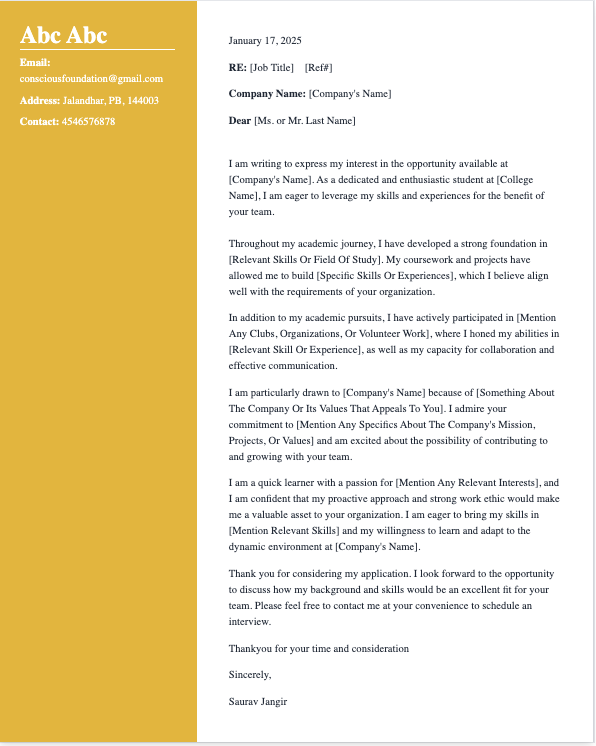 Abc Abc
Email:
consciousfoundation@gmail.com
Address: Jalandhar, PB, 144003
Contact: 4546576878
January 17, 2025
RE: [Job Title] [Ref#]
Company Name: [Company's Name]
Dear [Ms. or Mr. Last Name]
I am writing to express my interest in the opportunity available at
[Company's Name]. As a dedicated and enthusiastic student at [College
Name], I am eager to leverage my skills and experiences for the benefit of
your team.
Throughout my academic journey, I have developed a strong foundation in
[Relevant Skills Or Field Of Study]. My coursework and projects have
allowed me to build [Specific Skills Or Experiences], which I believe align
well with the requirements of your organization.
In addition to my academic pursuits, I have actively participated in [Mention
Any Clubs, Organizations, Or Volunteer Work], where I honed my abilities in
[Relevant Skill Or Experience], as well as my capacity for collaboration and
effective communication.
I am particularly drawn to [Company's Name] because of [Something About
The Company Or Its Values That Appeals To You]. I admire your
commitment to [Mention Any Specifics About The Company's Mission,
Projects, Or Values] and am excited about the possibility of contributing to
and growing with your team.
I am a quick learner with a passion for [Mention Any Relevant Interests], and
I am confident that my proactive approach and strong work ethic would make
me a valuable asset to your organization. I am eager to bring my skills in
[Mention Relevant Skills] and my willingness to learn and adapt to the
dynamic environment at [Company's Name].
Thank you for considering my application. I look forward to the opportunity
to discuss how my background and skills would be an excellent fit for your
team. Please feel free to contact me at your convenience to schedule an
interview.
Thankyou for your time and consideration
Sincerely,
Saurav Jangir